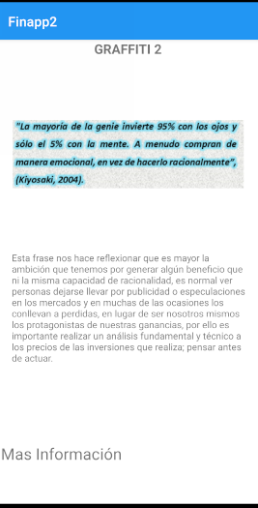 Finapp2
GRAFFITI 2
"La mayoría de la genie invierte 95% con los ojos y
sólo el 5% con la mente. A menudo compran de
manera emocional, en vez de hacerlo racionalmente",
(Kiyosaki, 2004).
Esta frase nos hace reflexionar que es mayor la
ambición que tenemos por generar algún beneficio que
ni la misma capacidad de racionalidad, es normal ver
personas dejarse llevar por publicidad o especulaciones
en los mercados y en muchas de las ocasiones los
conllevan a perdidas, en lugar de ser nosotros mismos
los protagonistas de nuestras ganancias, por ello es
importante realizar un análisis fundamental y técnico a
los precios de las inversiones que realiza; pensar antes
de actuar.
Mas Información